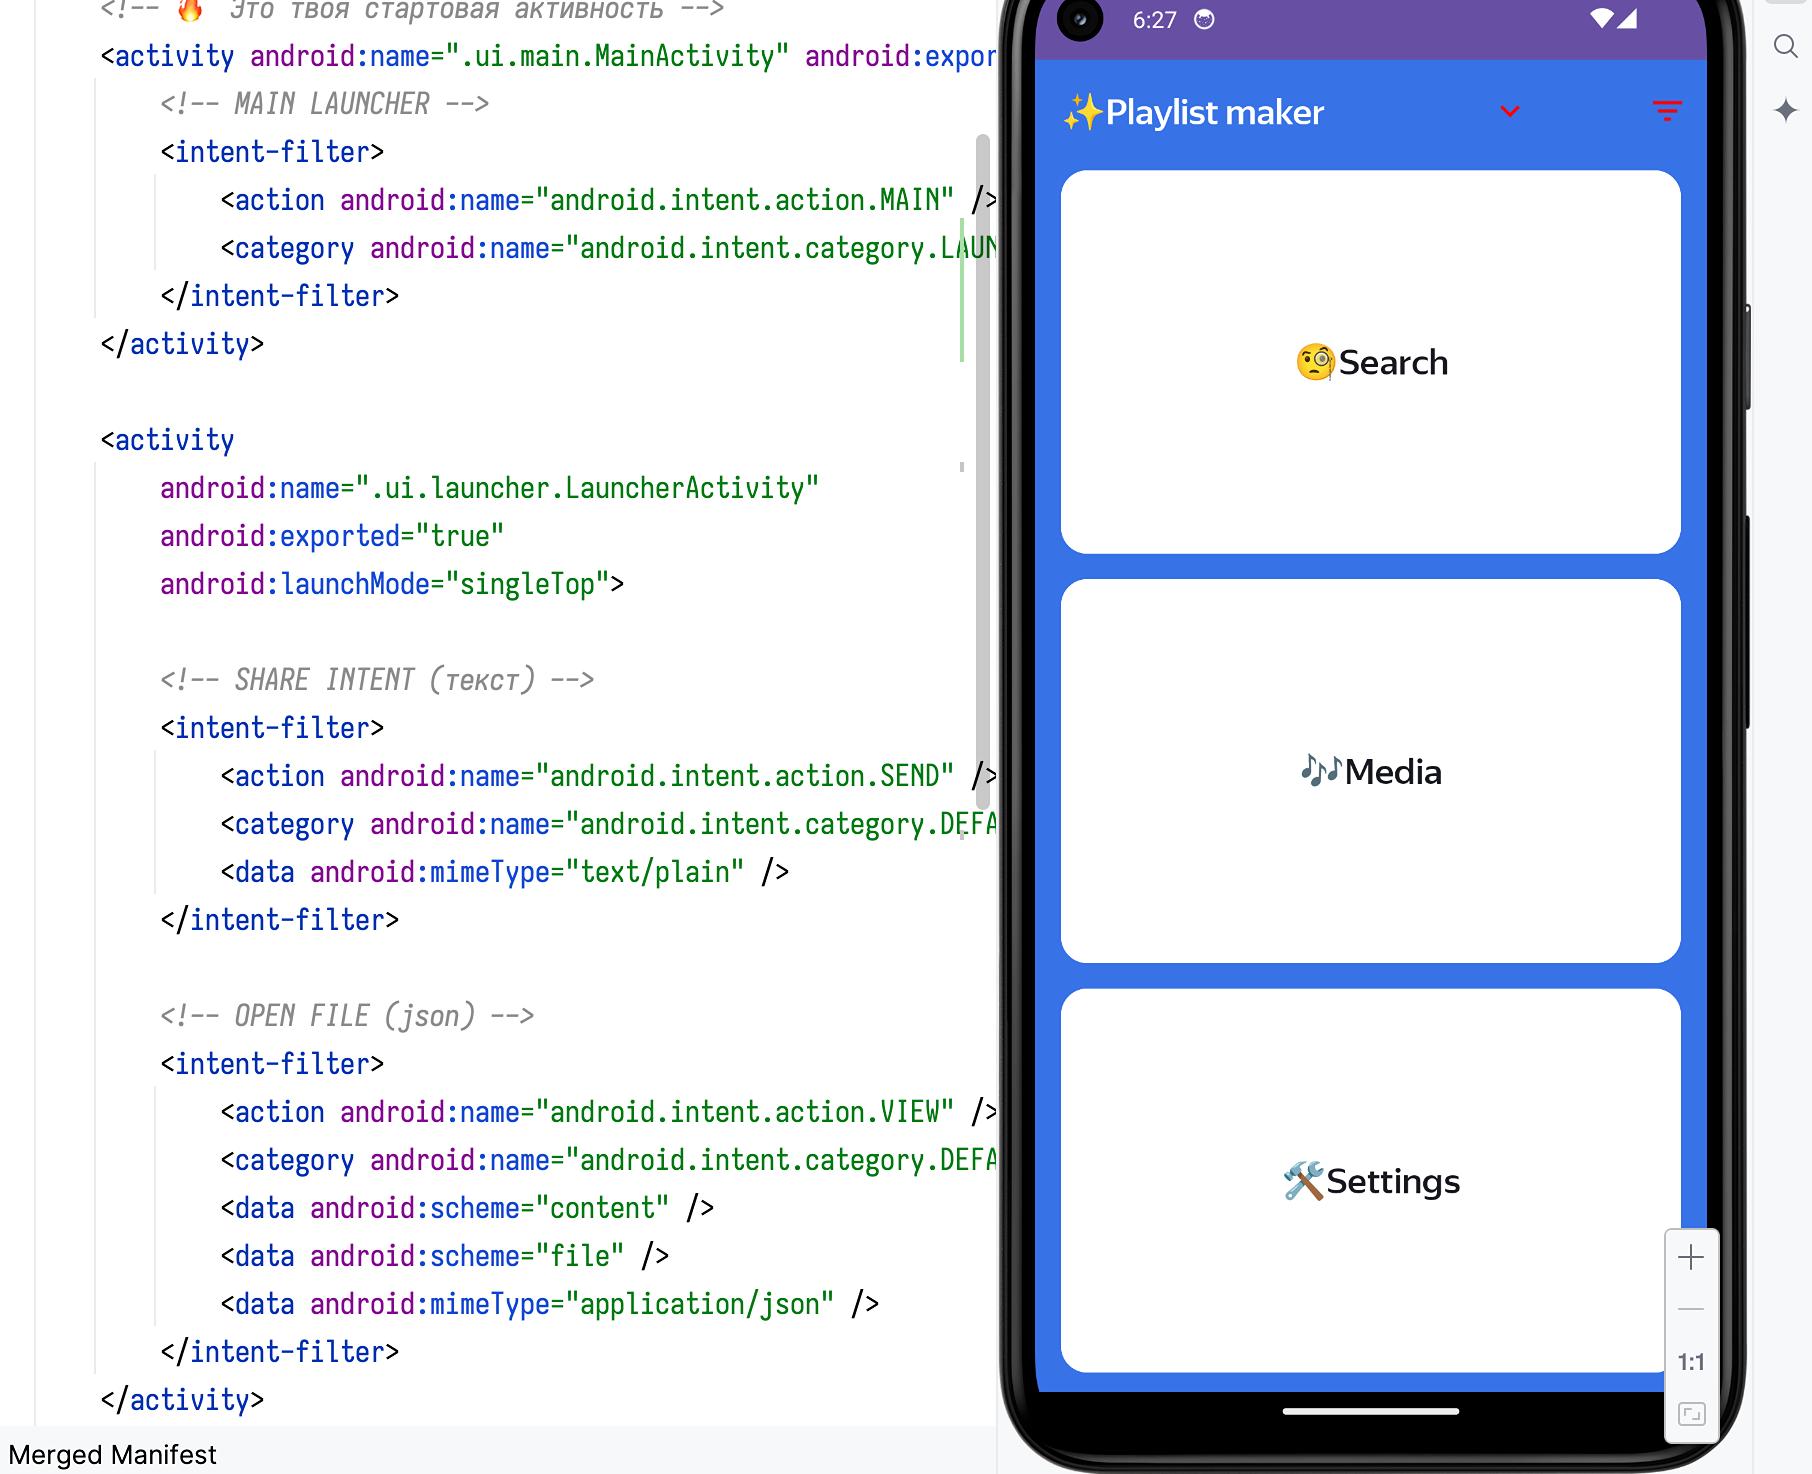 <!-- 🔥 Это твоя стартовая активность -->
<activity android:name=".ui.main.MainActivity" android:expor
<!-- MAIN LAUNCHER -->
<intent-filter>
<action android:name="android.intent.action.MAIN" />
<category android:name="android.intent.category.LAUN
</intent-filter>
</activity>
<activity
android:name=".ui.launcher.LauncherActivity"
android:exported="true"
android:launchMode="singleTop">
<!-- SHARE INTENT (текст) -->
<intent-filter>
<action android:name="android.intent.action.SEND" />
<category android:name="android.intent.category.DEFA
<data android:mimeType="text/plain" />
</intent-filter>
<!-- OPEN FILE (json) -->
<intent-filter>
<action android:name="android.intent.action.VIEW" />
<category android:name="android.intent.category.DEFA
<data android:scheme="content" />
<data android:scheme="file" />
<data android:mimeType="application/json" />
</intent-filter>
</activity>
Merged Manifest
6:27
✨Playlist maker
🧐Search
🎶Media
🛠️Settings
1:1